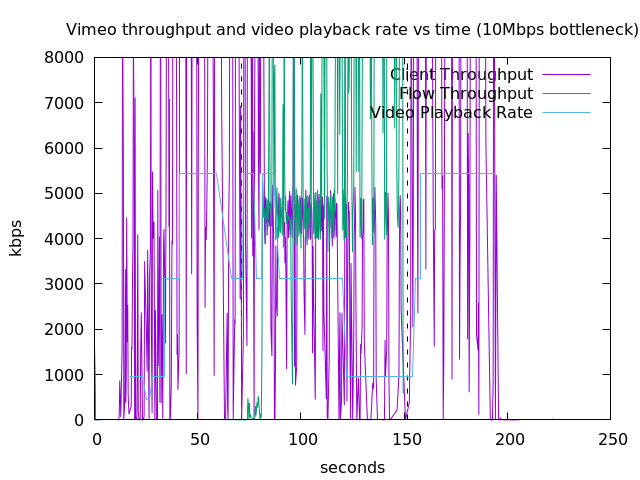 Vimeo throughput and video playback rate vs time (10Mbps bottleneck)
8000
7000
6000
5000
4000
3000
2000
1000
0
kbps
Client Throughput
Flow Throughput
Video Playback Rate
0 50 100 150 200 250
seconds